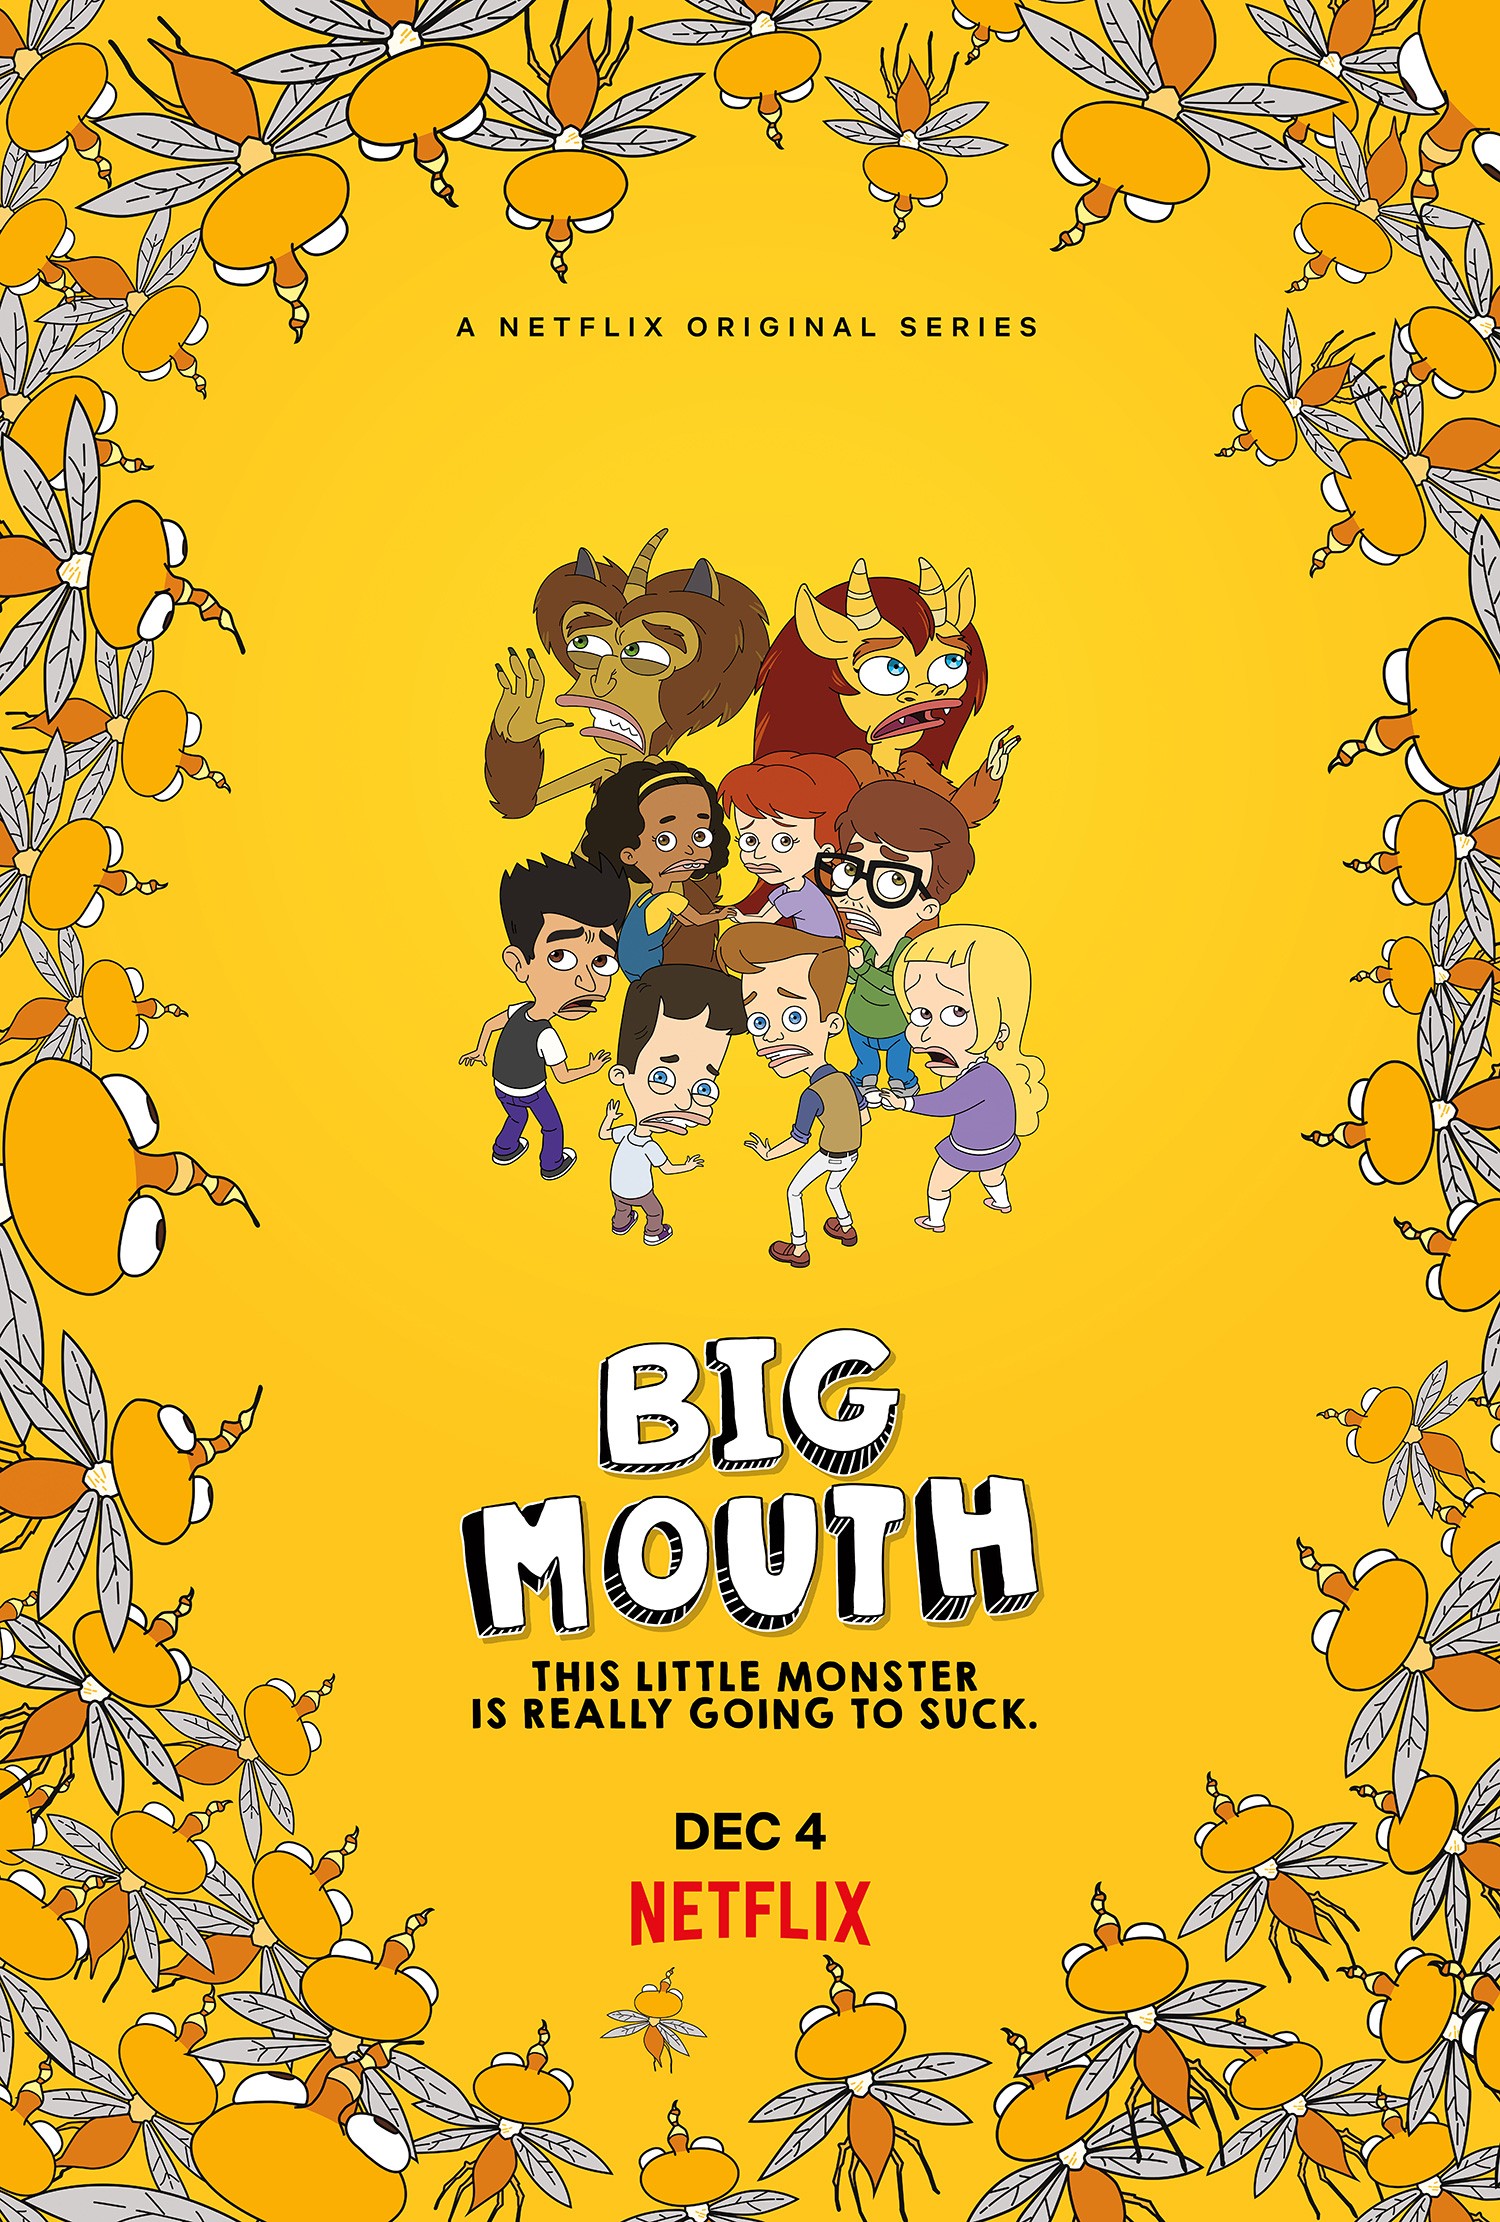 A NETFLIX ORIGINAL SERIES
BIG
MOUTH
THIS LITTLE MONSTER
IS REALLY GOING TO SUCK.
DEC 4
NETFLIX